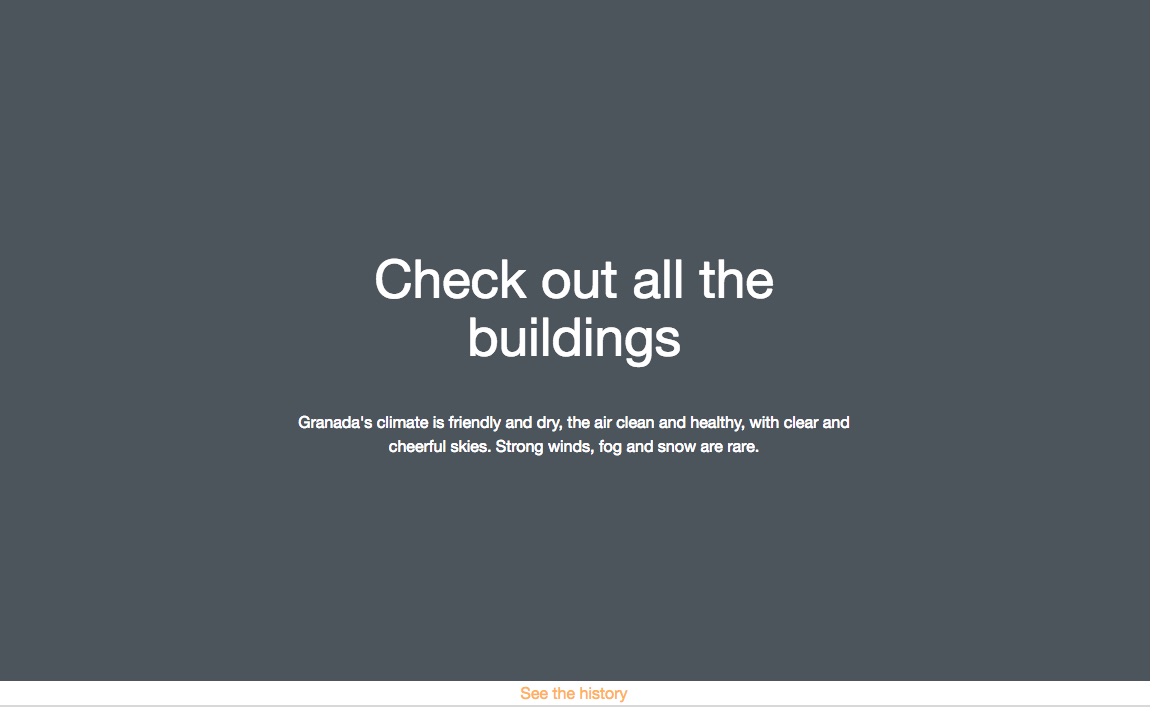 Check out all the
buildings
Granada's climate is friendly and dry, the air clean and healthy, with clear and
cheerful skies. Strong winds, fog and snow are rare.
See the history